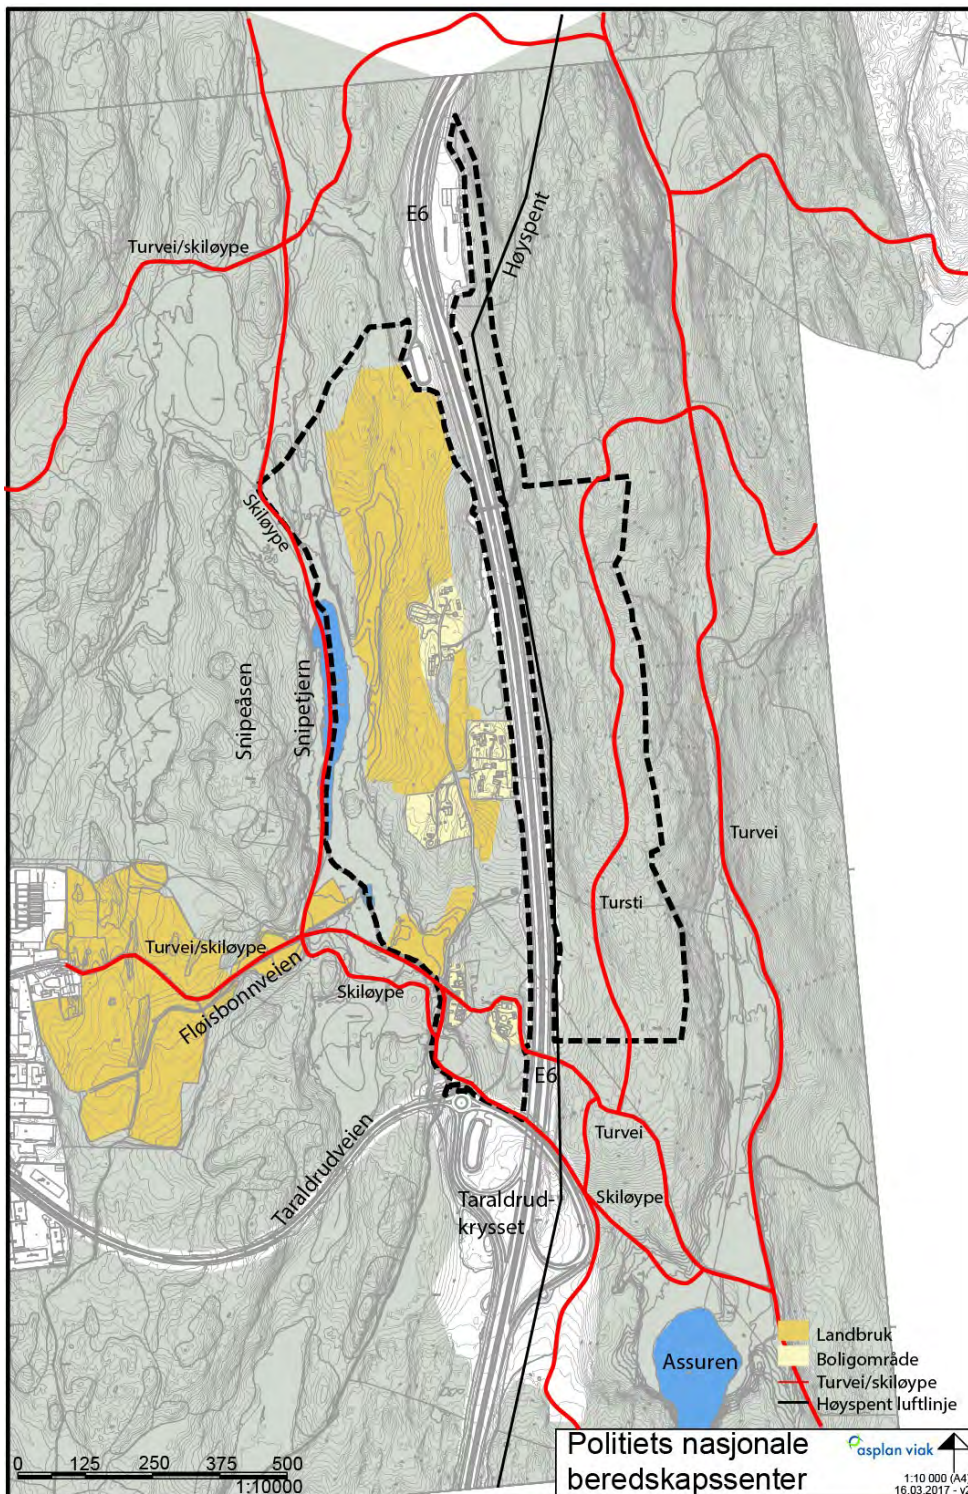 E6
Høyspent
Turvei/skiløype
Skiløype
Snipeåsen
Snipetjern
Turvei
Tursti
Turvei/skiløype
Fløisbonnveien
Skiløype
E6
Turvei
Taraldrudveien
Skiløype
Taraldrud-
krysset
Assuren
Landbruk
Boligområde
Turvei/skiløype
Høyspent luftlinje
Politiets nasjonale
beredskapssenter
asplan viak
0 125 250 375 500
1:10000
1:10 000 (A4)
16.03.2017 -